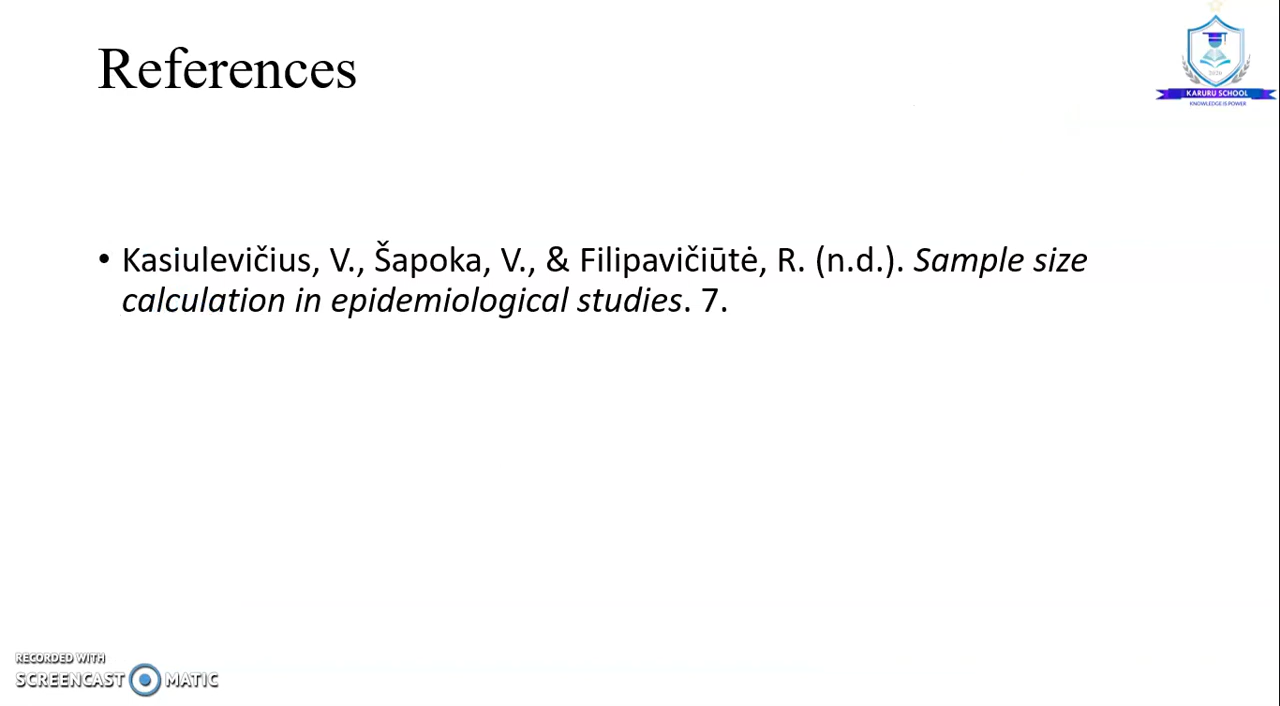 References
2020
KARURU SCHOOL
KNOWLEDGE IS POWER
• Kasiulevičius, V., Šapoka, V., & Filipavičiūtė, R. (n.d.). Sample size
calculation in epidemiological studies. 7.
RECORDED WITH
SCREENCAST MATIC